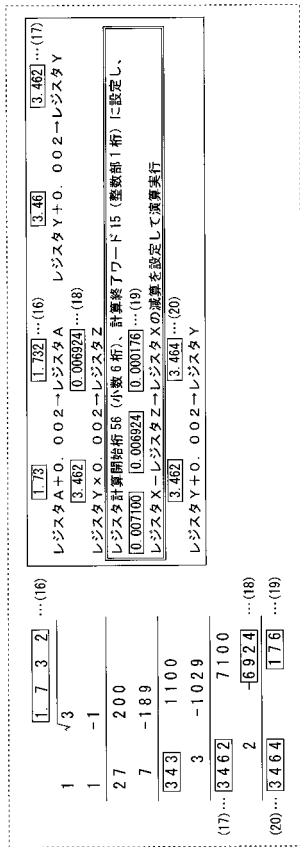 1.732 …(16)
1 √3
1 -1
27 200
7 -189
343 1100
3 -1029
(17)… 3462 7100
2 -6924 …(18)
(20)… 3464 176 …(19)
1.73 1.732 …(16) 3.46 3.462 …(17)
レジスタA+0.002→レジスタA レジスタY+0.002→レジスタY
3.462 0.006924 …(18)
レジスタY×0.002→レジスタZ
レジスタ計算開始桁56(小数6桁)、計算終了ワード15(整数部1桁)に設定し、
0.007100 0.006924 0.000176 …(19)
レジスタX-レジスタZ→レジスタXの減算を設定して演算実行
3.462 3.464 …(20)
レジスタY+0.002→レジスタY